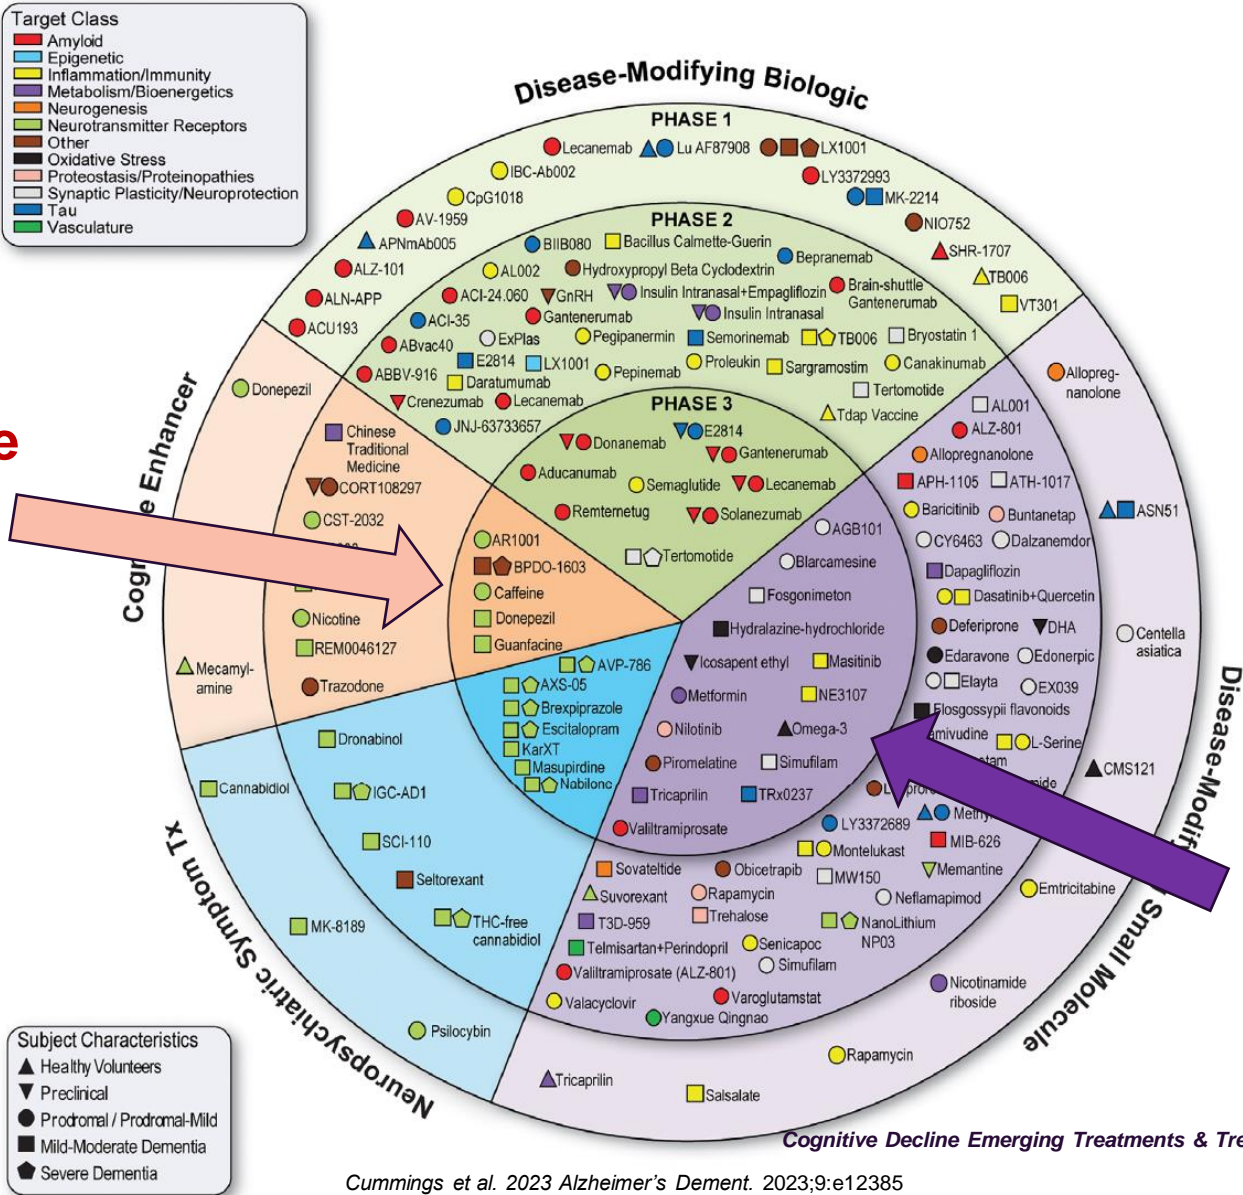 Target Class
Amyloid
Epigenetic
Inflammation/Immunity
Metabolism/Bioenergetics
Neurogenesis
Neurotransmitter Receptors
Other
Oxidative Stress
Proteostasis/Proteinopathies
Synaptic Plasticity/Neuroprotection
Tau
Vasculature
Disease-Modifying Biologic
PHASE 1
Lecanemab
Lu AF87908
LX1001
IBC-Ab002
LY3372993
CpG1018
MK-2214
AV-1959
NIO752
APNmAb005
SHR-1707
ALZ-101
TB006
ALN-APP
VT301
ACU193
PHASE 2
BIIB080
Bacillus Calmette-Guerin
Bepranemab
AL002
Hydroxypropyl Beta Cyclodextrin
ACI-24.060
GnRH
Insulin Intranasal+Empagliflozin
Brain-shuttle
Gantenerumab
ACI-35
Gantenerumab
Insulin Intranasal
ABvac40
ExPlas
Pegipanermin
Semorinemab
TB006
Bryostatin 1
E2814
LX1001
Proleukin
Sargramostim
Canakinumab
ABBV-916
Daratumumab
Pepinemab
Tertomotide
Crenezumab
Lecanemab
Tdap Vaccine
JNJ-63733657
PHASE 3
Donanemab
E2814
Gantenerumab
Aducanumab
Semaglutide
Lecanemab
Remternetug
Solanezumab
Tertomotide
e
Enhancer
Donepezil
Mecamyl-
amine
Chinese
Traditional
Medicine
CORT108297
CST-2032
Nicotine
REM0046127
Trazodone
AR1001
BPDO-1603
Caffeine
Donepezil
Guanfacine
Neuropsychiatric Symptom Tx
AVP-786
AXS-05
Brexpiprazole
Escitalopram
KarXT
Masupirdine
Nabilone
Dronabinol
IGC-AD1
SCI-110
Seltorexant
THC-free
cannabidiol
Cannabidiol
MK-8189
Psilocybin
Small Molecule
AGB101
Blarcamesine
Fosgonimeton
Hydralazine-hydrochloride
Icosapent ethyl
Masitinib
Metformin
NE3107
Nilotinib
Omega-3
Piromelatine
Simufilam
Tricaprilin
TRx0237
Valiltramiprosate
AL001
ALZ-801
Allopregnanolone
APH-1105
ATH-1017
Baricitinib
Buntanetap
CY6463
Dalzanemdor
Dapagliflozin
Dasatinib+Quercetin
Deferiprone
DHA
Edaravone
Edonerpic
Elayta
EX039
Flosgossypii flavonoids
L-Serine
LY3372689
Montelukast
MIB-626
MW150
Memantine
Neflamapimod
NanoLithium
NP03
Sovateltide
Obicetrapib
Suvorexant
Rapamycin
T3D-959
Trehalose
Telmisartan+Perindopril
Senicapoc
Valiltramiprosate (ALZ-801)
Simufilam
Valacyclovir
Varoglutamstat
Yangxue Qingnao
Allopreg-
nanolone
ASN51
Centella
asiatica
CMS121
Emtricitabine
Nicotinamide
riboside
Rapamycin
Salsalate
Tricaprilin
Subject Characteristics
Healthy Volunteers
Preclinical
Prodromal / Prodromal-Mild
Mild-Moderate Dementia
Severe Dementia
Cognitive Decline Emerging Treatments & Tre
Cummings et al. 2023 Alzheimer's Dement. 2023;9:e12385